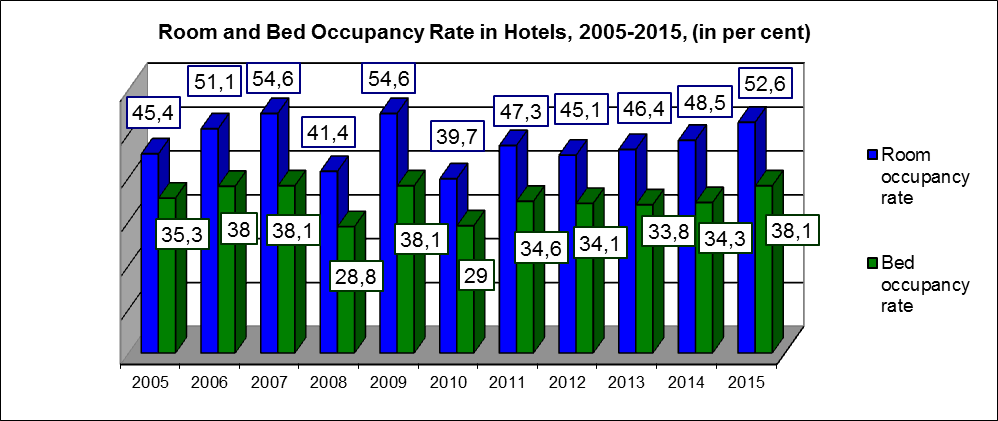 Room and Bed Occupancy Rate in Hotels, 2005-2015, (in per cent)
45,4
51,1
54,6
41,4
54,6
39,7
47,3
45,1
46,4
48,5
52,6
35,3
38
38,1
28,8
38,1
29
34,6
34,1
33,8
34,3
38,1
Room
occupancy
rate
Bed
occupancy
rate
2005 2006 2007 2008 2009 2010 2011 2012 2013 2014 2015